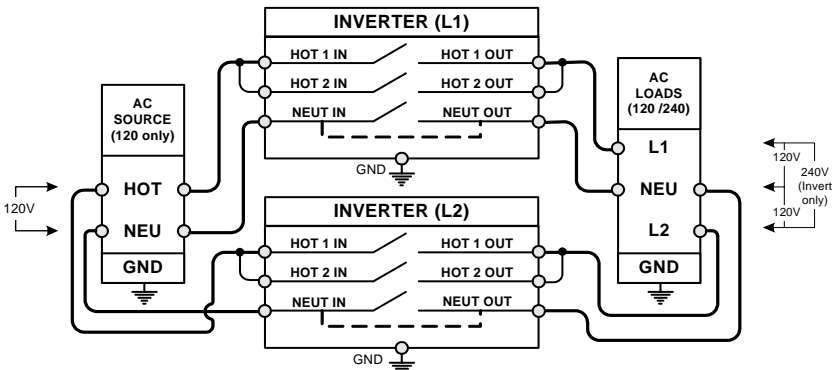 INVERTER (L1)
HOT 1 IN
HOT 1 OUT
HOT 2 IN
HOT 2 OUT
NEUT IN
NEUT OUT
GND
AC
SOURCE
(120 only)
HOT
NEU
GND
120V
AC
LOADS
(120 /240)
L1
NEU
L2
GND
120V
120V
240V
(Invert
only)
INVERTER (L2)
HOT 1 IN
HOT 1 OUT
HOT 2 IN
HOT 2 OUT
NEUT IN
NEUT OUT
GND